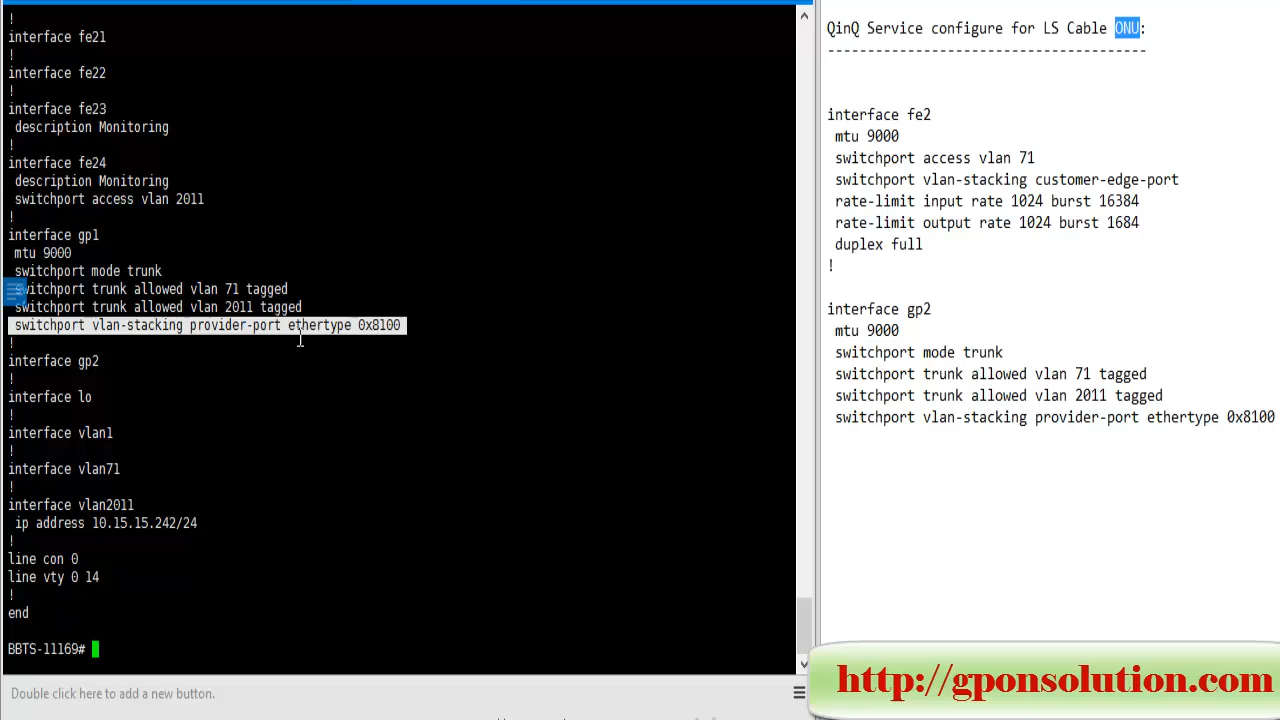 !
interface fe21
!
interface fe22
!
interface fe23
description Monitoring
!
interface fe24
description Monitoring
switchport access vlan 2011
!
interface gp1
mtu 9000
switchport mode trunk
switchport trunk allowed vlan 71 tagged
switchport trunk allowed vlan 2011 tagged
switchport vlan-stacking provider-port ethertype 0x8100
!
interface gp2
!
interface lo
!
interface vlan1
!
interface vlan71
!
interface vlan2011
ip address 10.15.15.242/24
!
line con 0
line vty 0 14
!
end
BBTS-11169#
Double click here to add a new button.
QinQ Service configure for LS Cable ONU:
---------------------------------------
interface fe2
mtu 9000
switchport access vlan 71
switchport vlan-stacking customer-edge-port
rate-limit input rate 1024 burst 16384
rate-limit output rate 1024 burst 1684
duplex full
!
interface gp2
mtu 9000
switchport mode trunk
switchport trunk allowed vlan 71 tagged
switchport trunk allowed vlan 2011 tagged
switchport vlan-stacking provider-port ethertype 0x8100
http://gponsolution.com